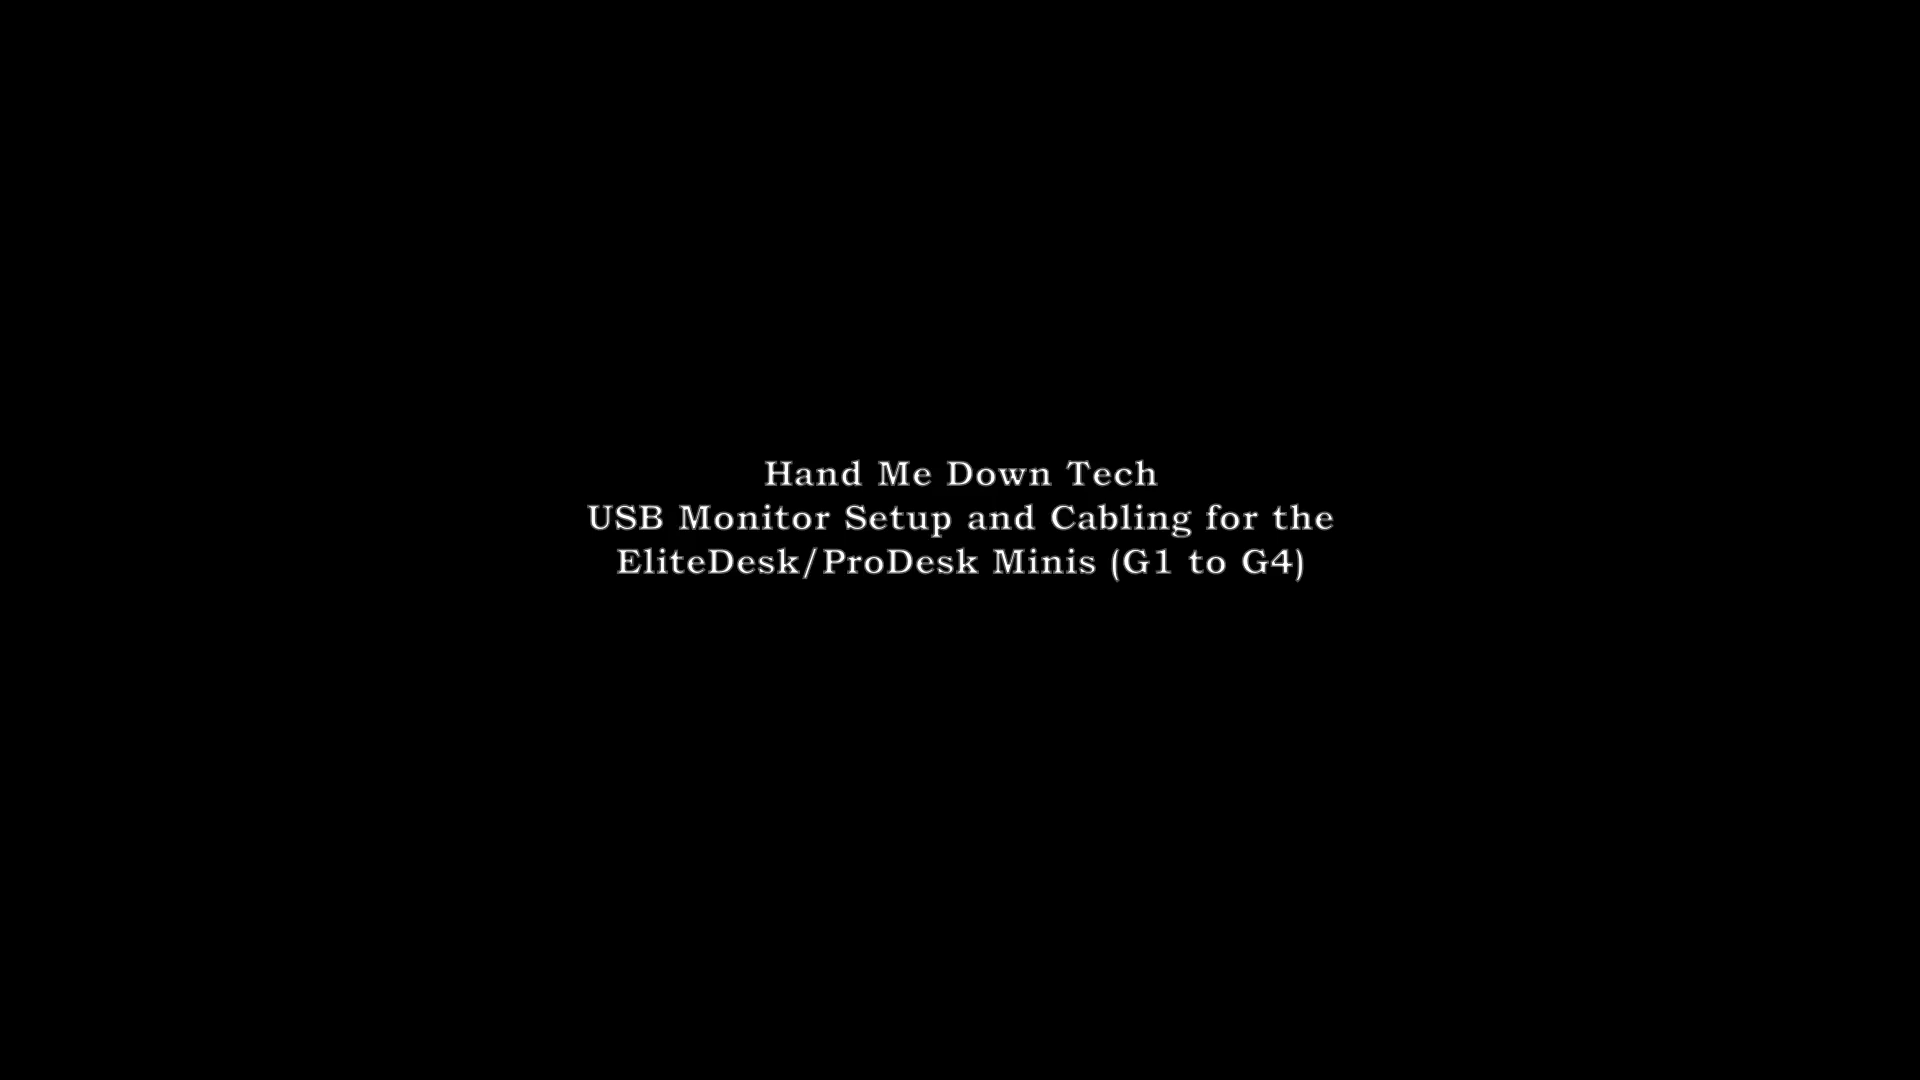 Hand Me Down Tech
USB Monitor Setup and Cabling for the
EliteDesk/ProDesk Minis (G1 to G4)